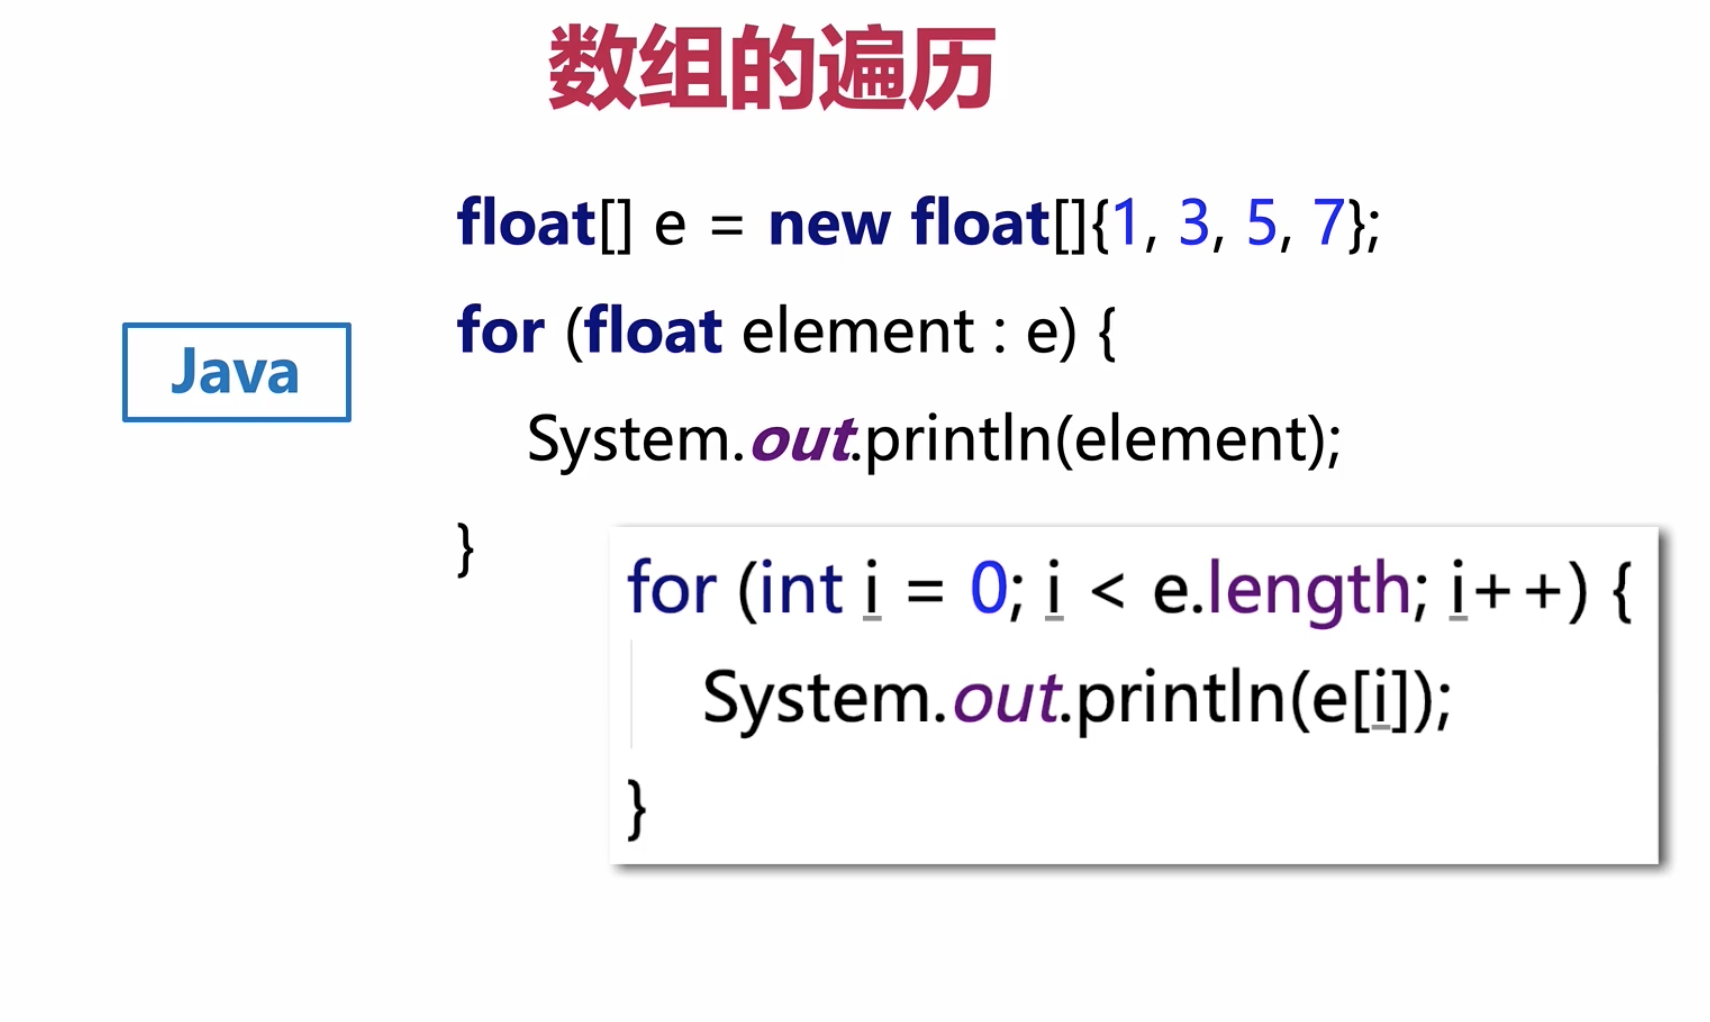 数组的遍历
float[] e = new float[]{1, 3, 5, 7};
for (float element : e) {
Java
System.out.println(element);
}
for (int i = 0; i < e.length; i++) {
System.out.println(e[i]);
}